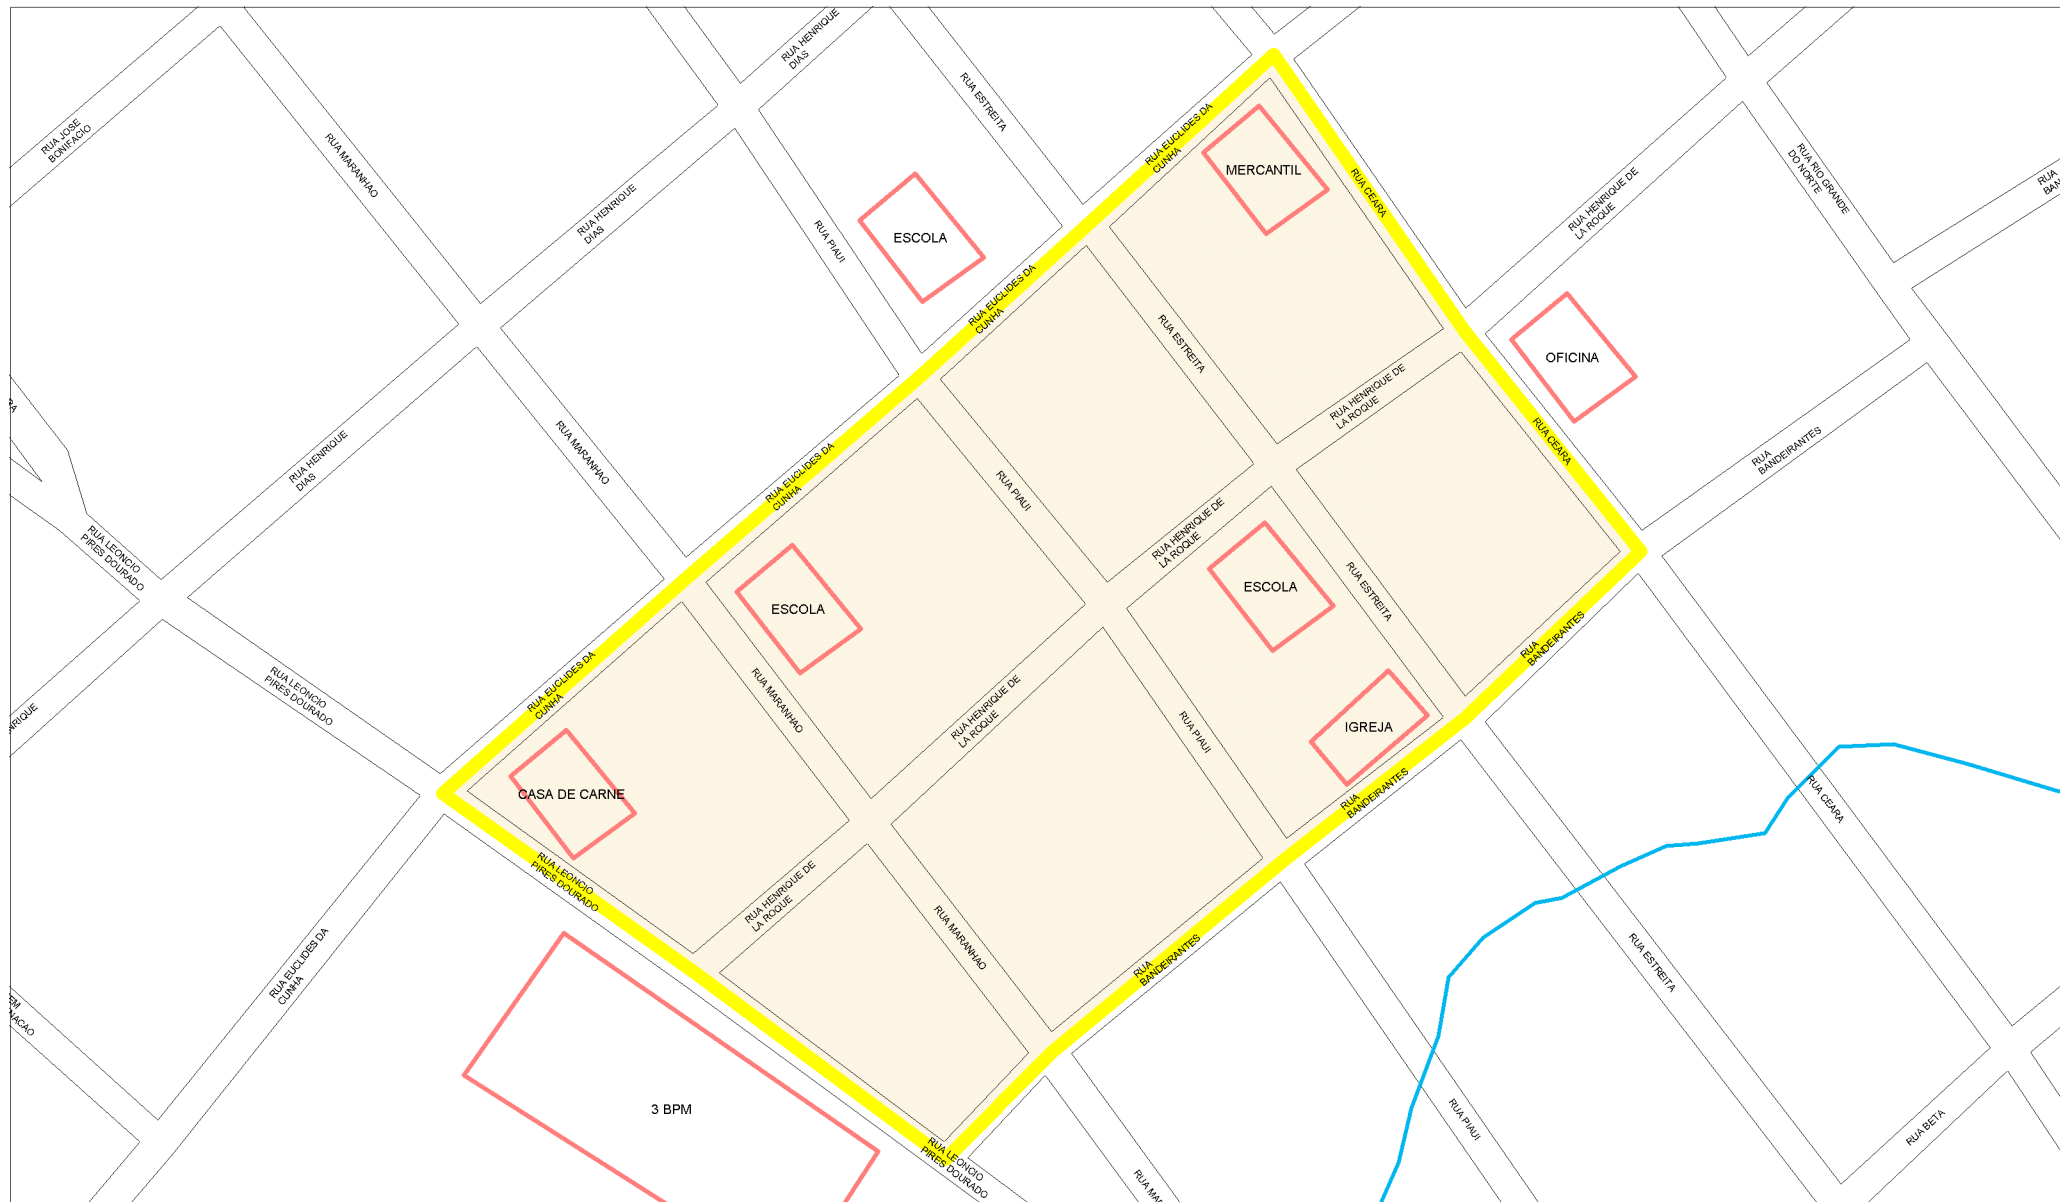 RUA HENRIQUE
DIAS
RUA JOSE
BONIFACIO
RUA MARANHAO
RUA ESTREITA
RUA EUCLIDES DA
CUNHA
MERCANTIL
RUA CEARA
RUA RIO GRANDE
DO NORTE
RUA
RUA HENRIQUE DE
LA ROQUE
RUA HENRIQUE
DIAS
RUA PIAUI
ESCOLA
RUA EUCLIDES DA
CUNHA
RUA ESTREITA
OFICINA
RUA HENRIQUE DE
LA ROQUE
RUA CEARA
RUA
BANDEIRANTES
RUA HENRIQUE
DIAS
RUA MARANHAO
RUA EUCLIDES DA
CUNHA
RUA PIAUI
RUA HENRIQUE DE
LA ROQUE
RUA LEONCIO
PIRES DOURADO
ESCOLA
ESCOLA
RUA ESTREITA
RUA
BANDEIRANTES
RUA LEONCIO
PIRES DOURADO
RUA EUCLIDES DA
CUNHA
RUA MARANHAO
RUA HENRIQUE DE
LA ROQUE
RUA PIAUI
IGREJA
CASA DE CARNE
RUA
BANDEIRANTES
RUA CEARA
RUA LEONCIO
PIRES DOURADO
RUA HENRIQUE DE
LA ROQUE
RUA MARANHAO
RUA EUCLIDES DA
CUNHA
RUA
BANDEIRANTES
RUA ESTREITA
3 BPM
RUA PIAUI
RUA BETA
RUA LEONCIO
PIRES DOURADO